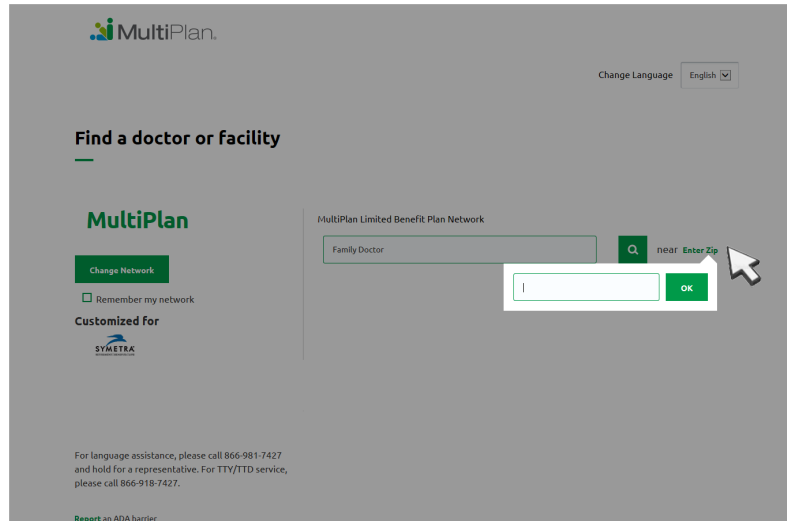 MultiPlan.
Change Language English
Find a doctor or facility
MultiPlan
MultiPlan Limited Benefit Plan Network
Family Doctor
near Enter Zip
Change Network
OK
Remember my network
Customized for
SYMETRA
For language assistance, please call 866-981-7427
and hold for a representative. For TTY/TTD service,
please call 866-918-7427.
Report an ADA barrier